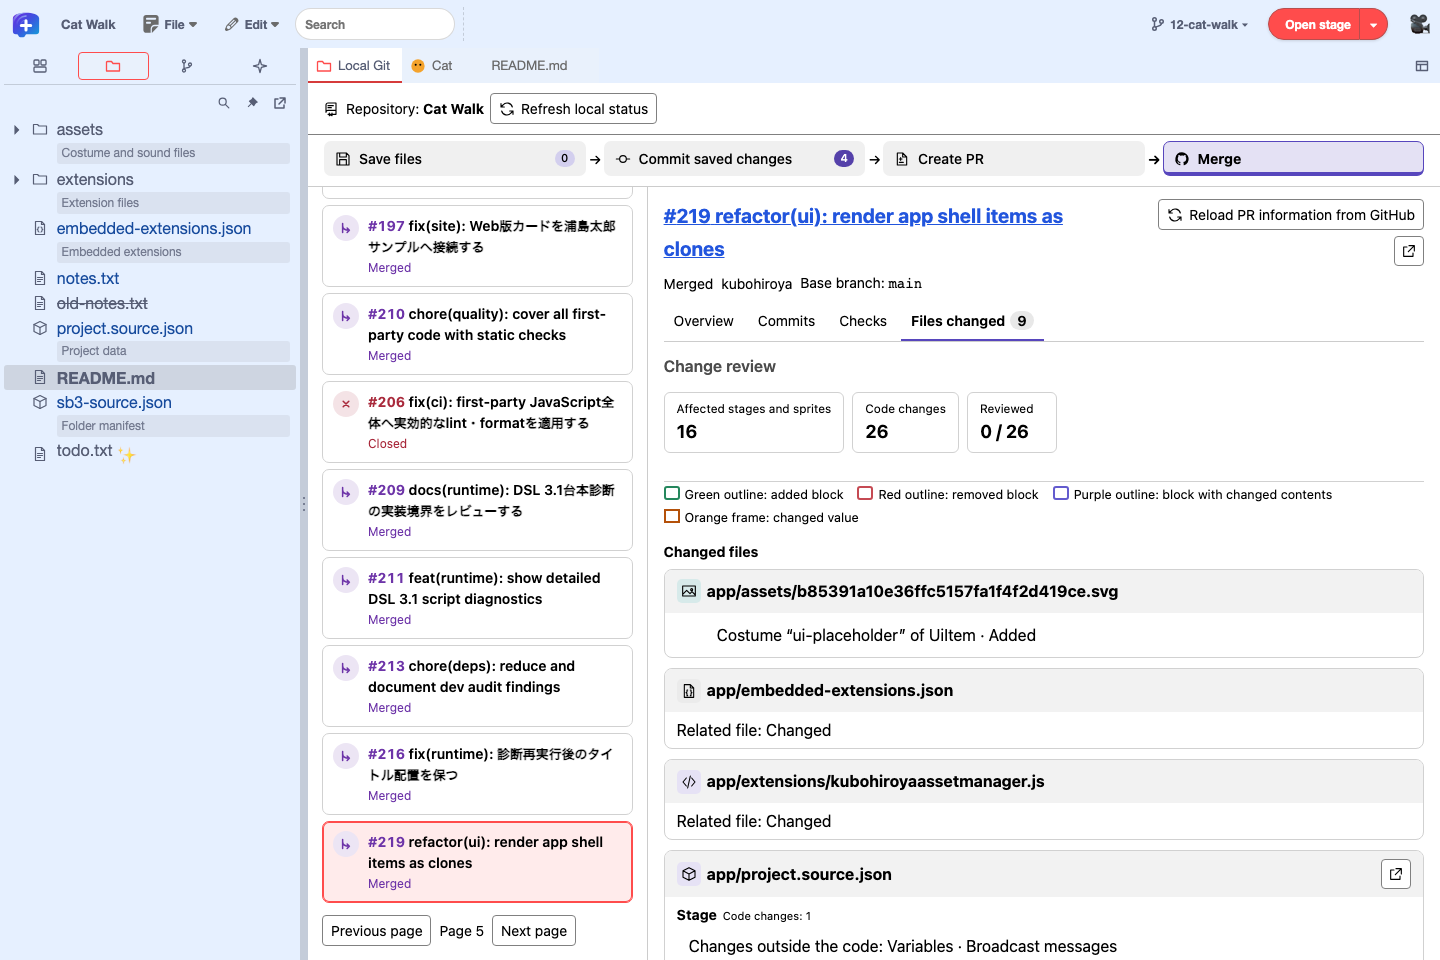 Cat Walk
File
Edit
Search
12-cat-walk
Open stage
Local Git
Cat
README.md
assets
Costume and sound files
extensions
Extension files
embedded-extensions.json
Embedded extensions
notes.txt
old-notes.txt
project.source.json
Project data
README.md
sb3-source.json
Folder manifest
todo.txt
Repository: Cat Walk
Refresh local status
Save files 0
Commit saved changes 4
Create PR
Merge
#197 fix(site): Web版カードを浦島太郎
サンプルへ接続する
Merged
#210 chore(quality): cover all first-
party code with static checks
Merged
#206 fix(ci): first-party JavaScript全
体へ実効的なlint・formatを適用する
Closed
#209 docs(runtime): DSL 3.1台本診断
の実装境界をレビューする
Merged
#211 feat(runtime): show detailed
DSL 3.1 script diagnostics
Merged
#213 chore(deps): reduce and
document dev audit findings
Merged
#216 fix(runtime): 診断再実行後のタイ
トル配置を保つ
Merged
#219 refactor(ui): render app shell
items as clones
Merged
Previous page
Page 5
Next page
#219 refactor(ui): render app shell items as
clones
Reload PR information from GitHub
Merged kubohiroya Base branch: main
Overview
Commits
Checks
Files changed 9
Change review
Affected stages and sprites
16
Code changes
26
Reviewed
0 / 26
Green outline: added block
Red outline: removed block
Purple outline: block with changed contents
Orange frame: changed value
Changed files
app/assets/b85391a10e36ffc5157fa1f4f2d419ce.svg
Costume “ui-placeholder” of UiItem · Added
app/embedded-extensions.json
Related file: Changed
app/extensions/kubohiroyaassetmanager.js
Related file: Changed
app/project.source.json
Stage Code changes: 1
Changes outside the code: Variables · Broadcast messages